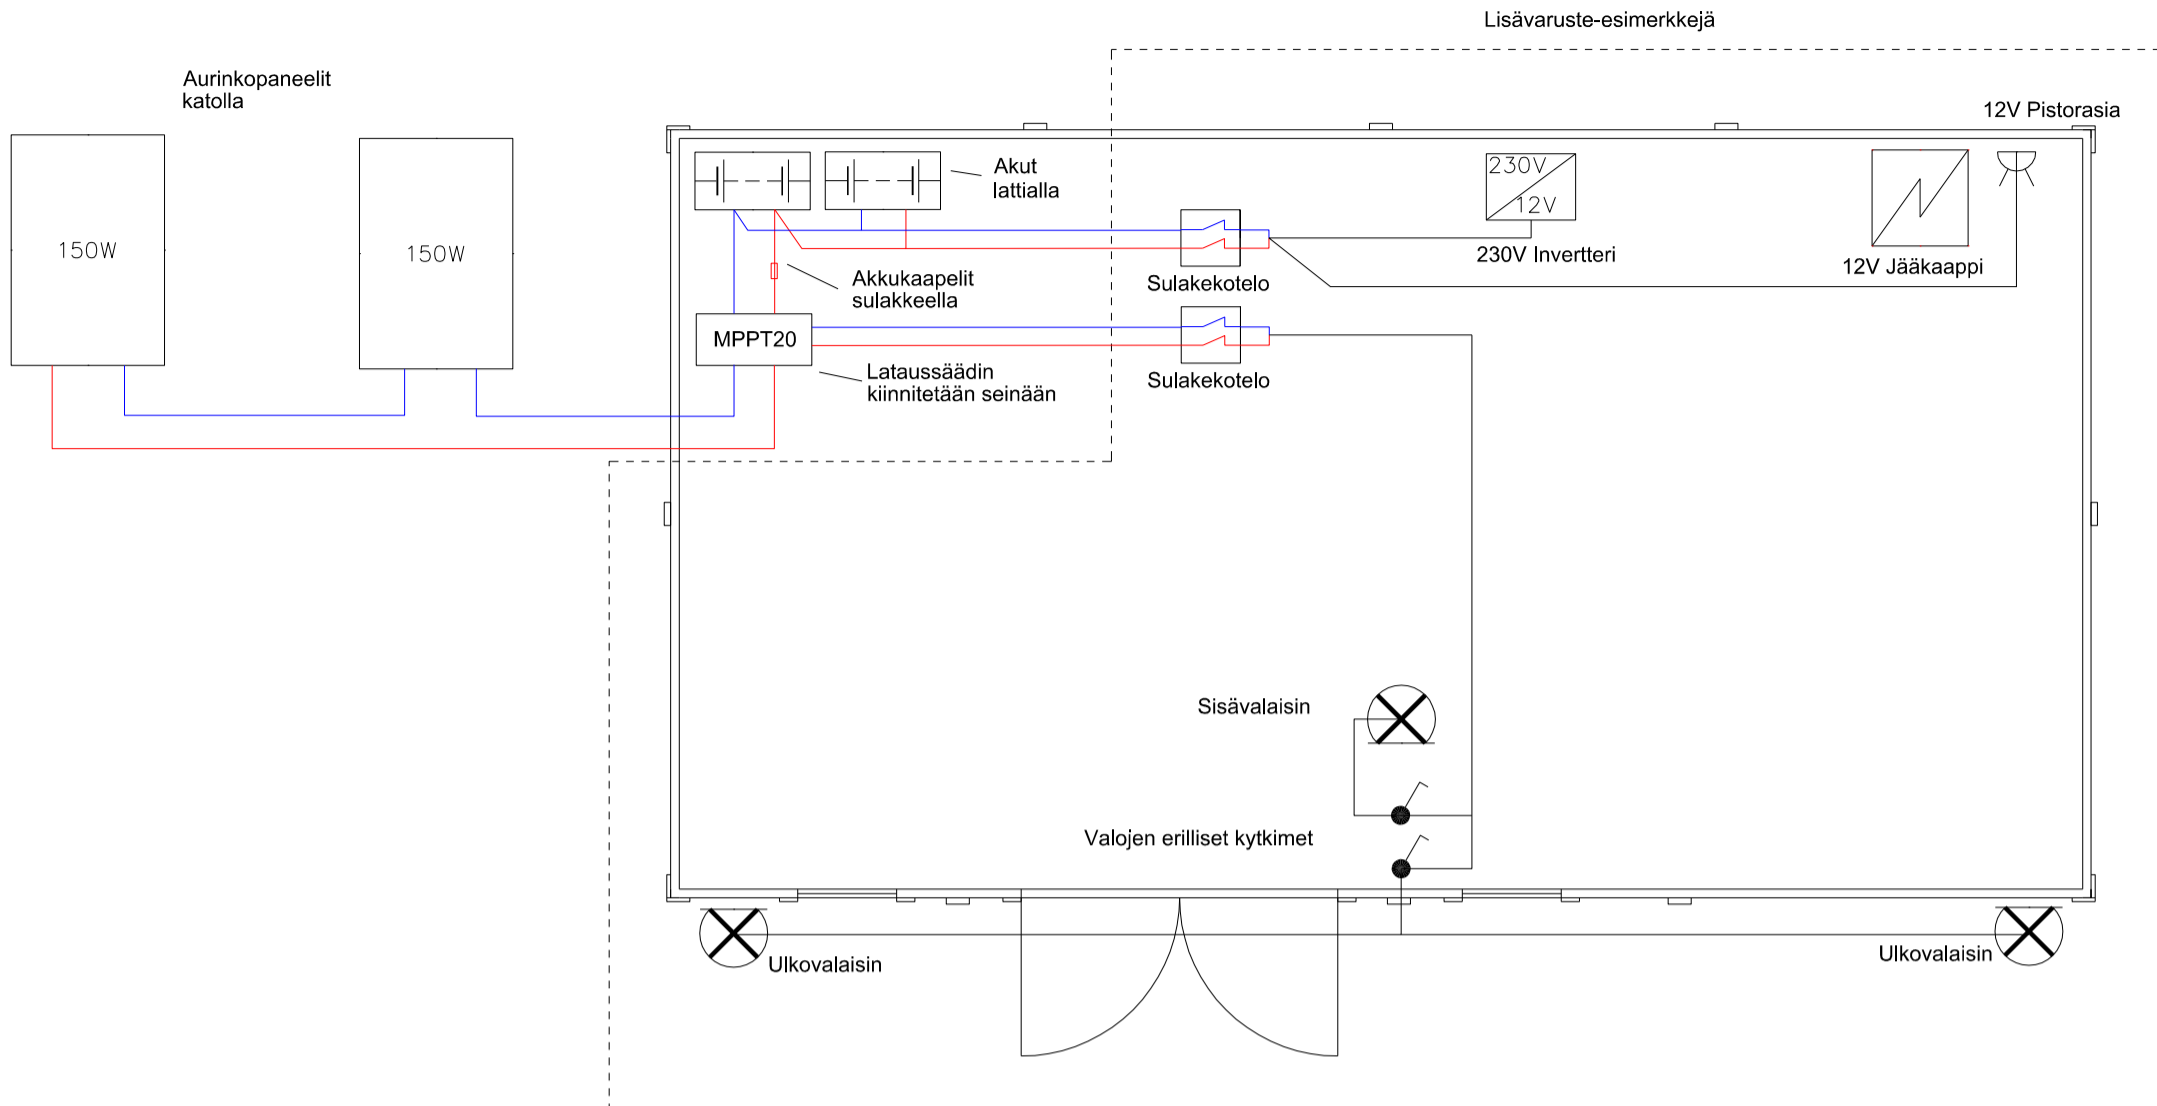 Lisävaruste-esimerkkejä
Aurinkopaneelit
katolla
12V Pistorasia
150W
150W
Akut
lattialla
230V
12V
230V Invertteri
12V Jääkaappi
Sulakekotelo
Akkukaapelit
sulakkeella
MPPT20
Lataussäädin
kiinnitetään seinään
Sulakekotelo
Sisävalaisin
Valojen erilliset kytkimet
Ulkovalaisin
Ulkovalaisin